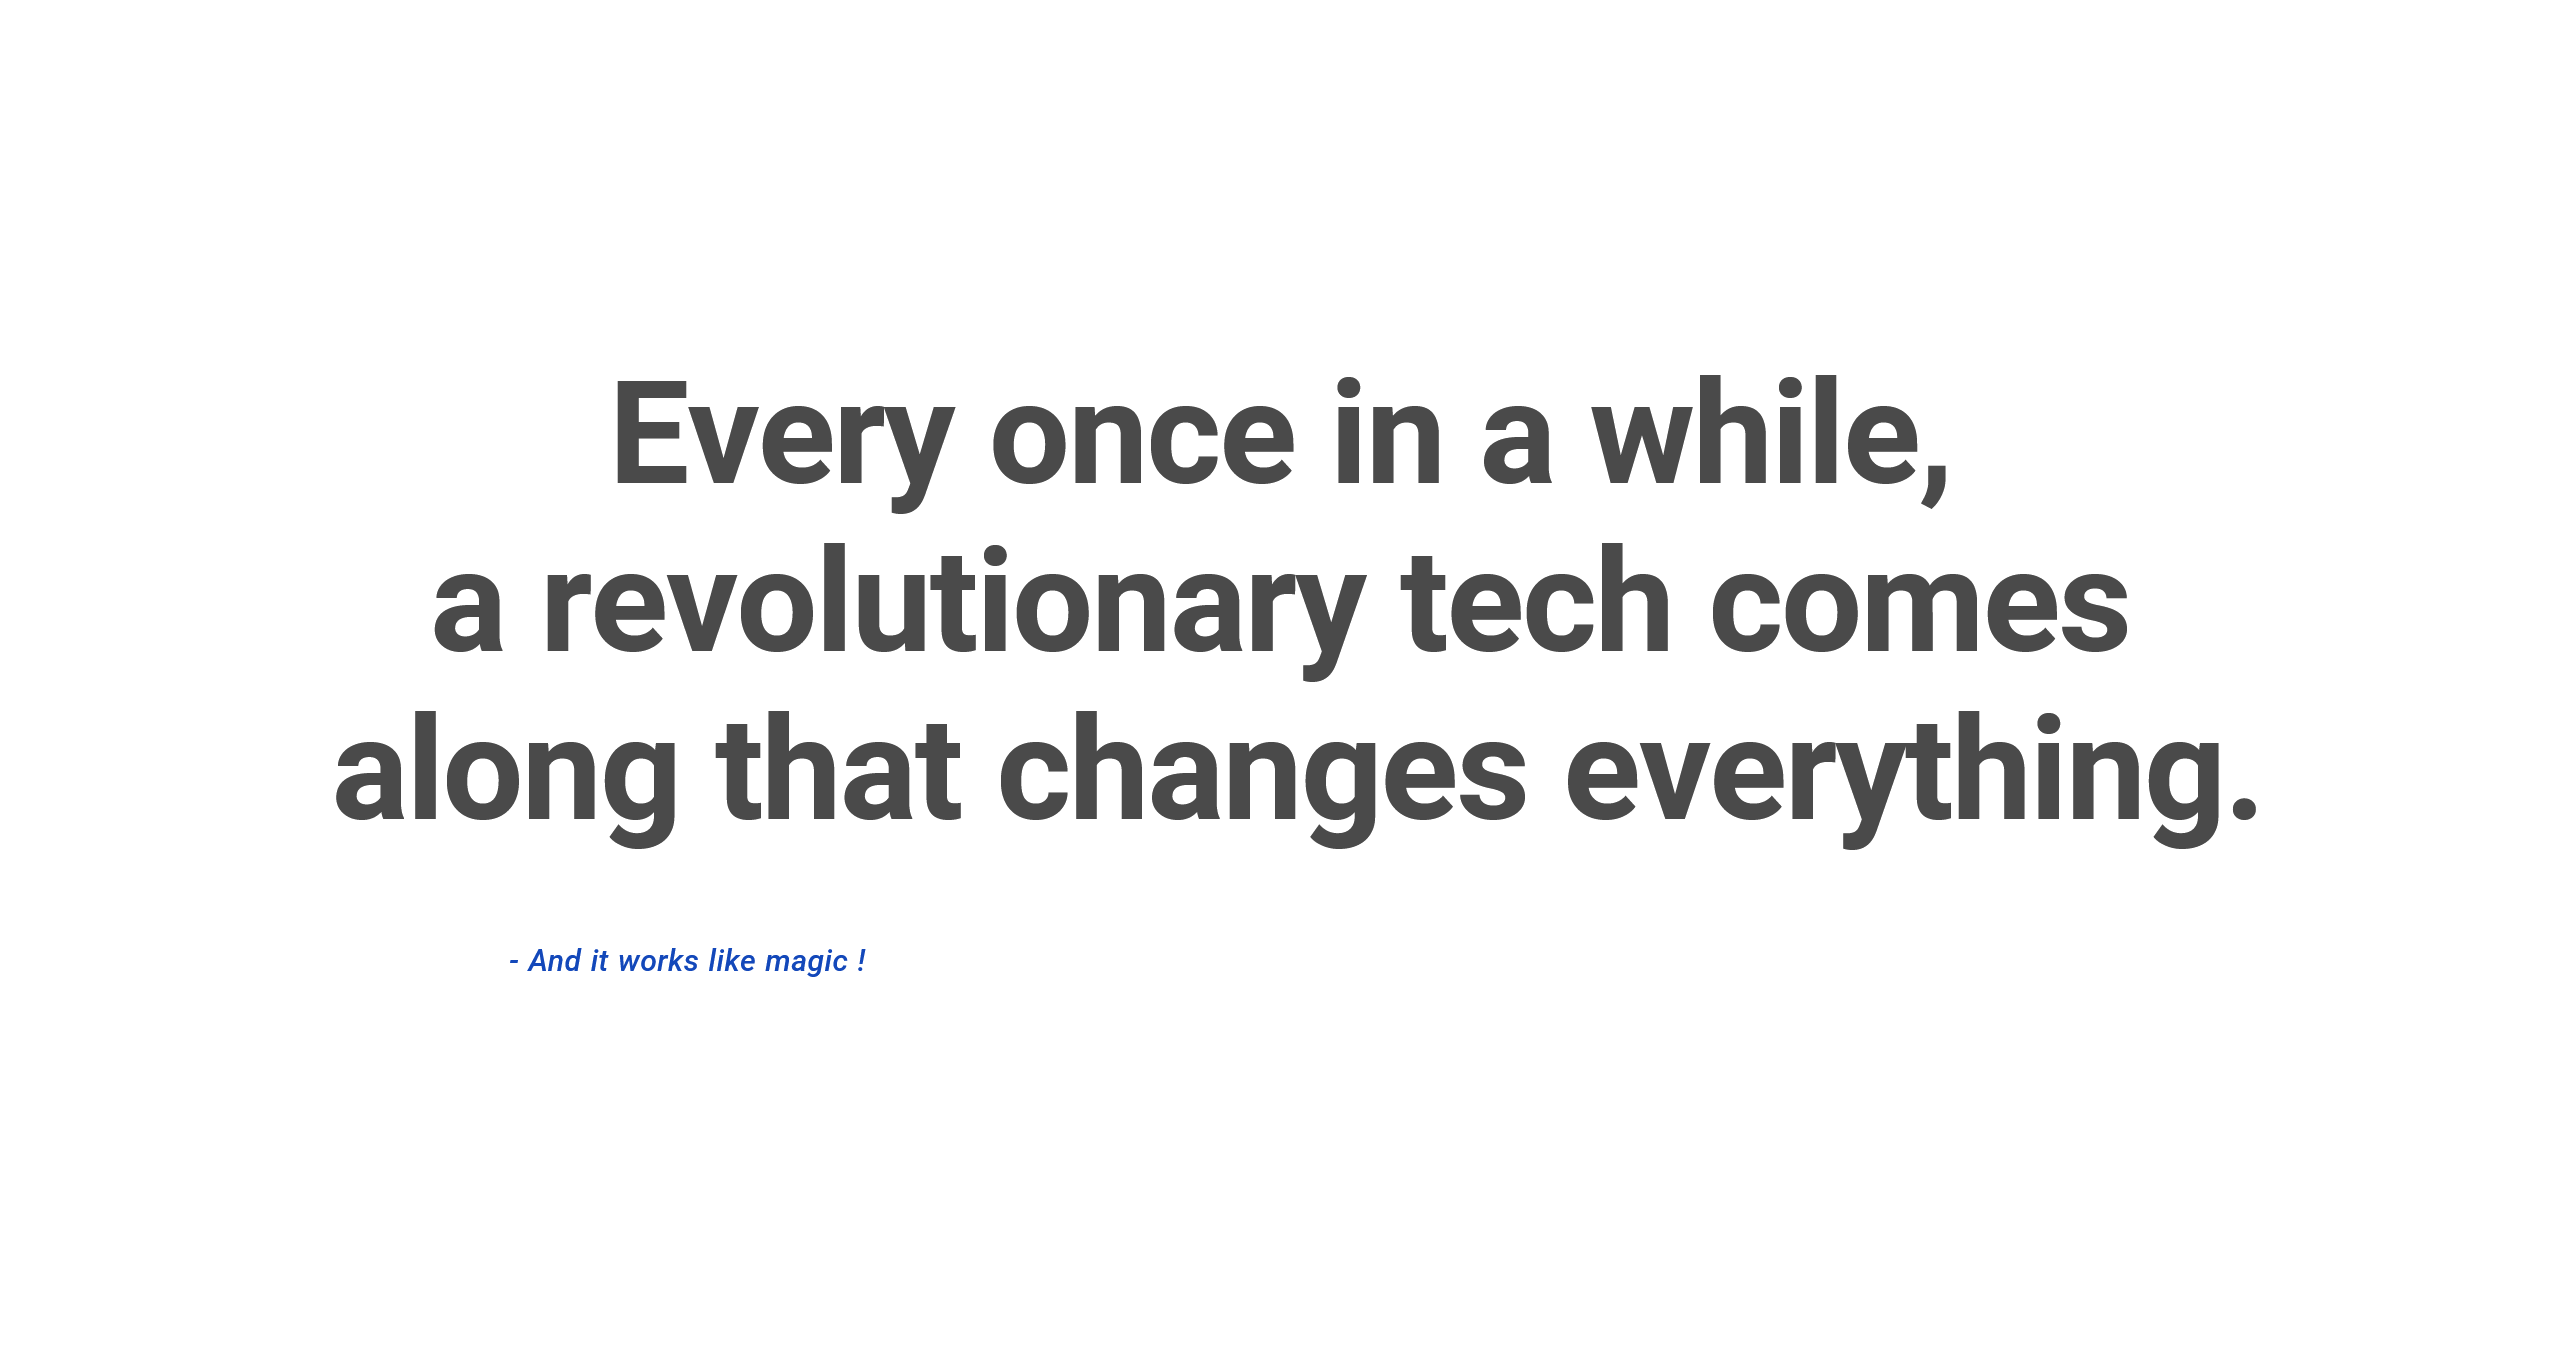 Every once in a while,
a revolutionary tech comes
along that changes everything.
- And it works like magic !